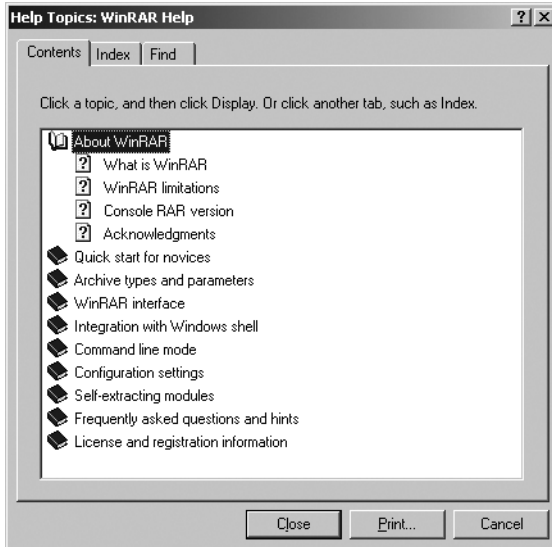 Help Topics: WinRAR Help
Contents Index Find
Click a topic, and then click Display. Or click another tab, such as Index.
About WinRAR
What is WinRAR
WinRAR limitations
Console RAR version
Acknowledgments
Quick start for novices
Archive types and parameters
WinRAR interface
Integration with Windows shell
Command line mode
Configuration settings
Self-extracting modules
Frequently asked questions and hints
License and registration information
Close Print... Cancel